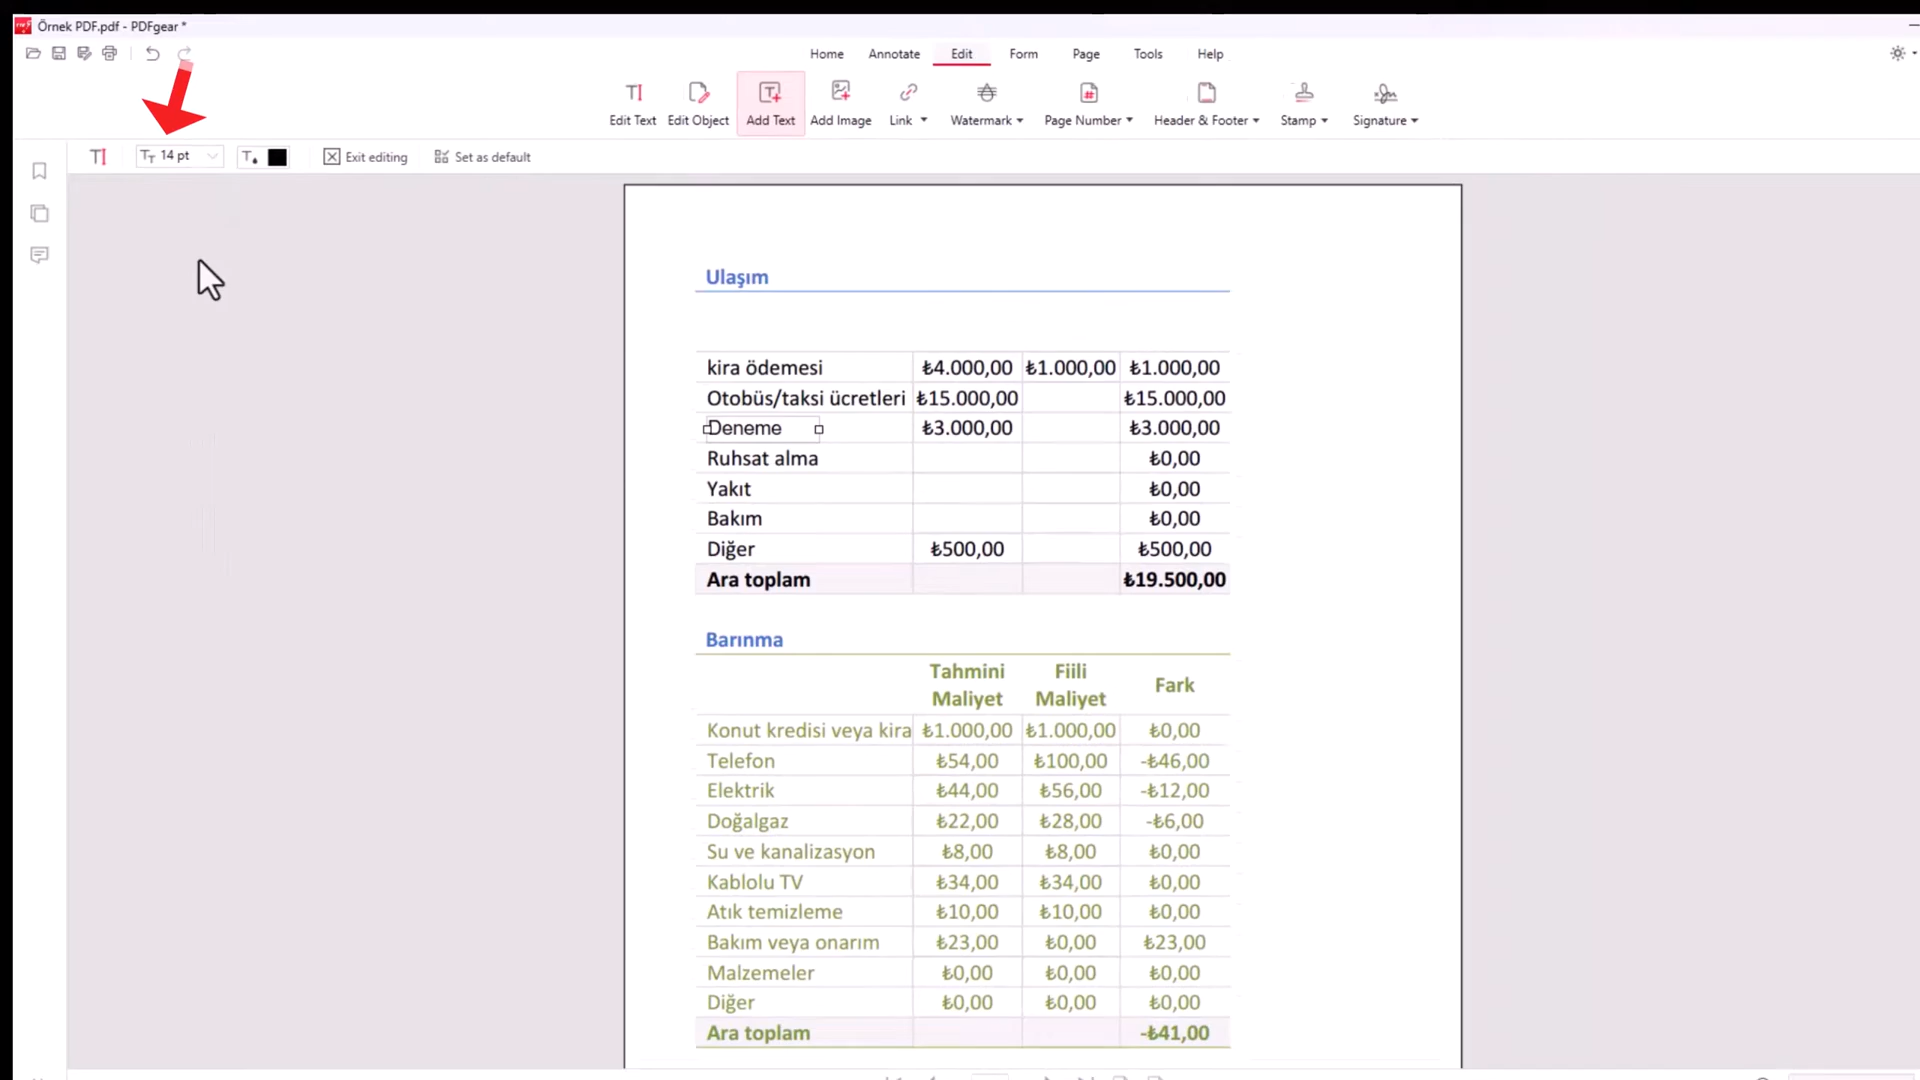 Örnek PDF.pdf - PDFgear *
Home Annotate Edit Form Page Tools Help
Edit Text Edit Object Add Text Add Image Link Watermark Page Number Header & Footer Stamp Signature
14 pt Exit editing Set as default
Ulaşım
kira ödemesi ₺4.000,00 ₺1.000,00 ₺1.000,00
Otobüs/taksi ücretleri ₺15.000,00 ₺15.000,00
Deneme ₺3.000,00 ₺3.000,00
Ruhsat alma ₺0,00
Yakıt ₺0,00
Bakım ₺0,00
Diğer ₺500,00 ₺500,00
Ara toplam ₺19.500,00
Barınma
Tahmini Maliyet Fiili Maliyet Fark
Konut kredisi veya kira ₺1.000,00 ₺1.000,00 ₺0,00
Telefon ₺54,00 ₺100,00 -₺46,00
Elektrik ₺44,00 ₺56,00 -₺12,00
Doğalgaz ₺22,00 ₺28,00 -₺6,00
Su ve kanalizasyon ₺8,00 ₺8,00 ₺0,00
Kablolu TV ₺34,00 ₺34,00 ₺0,00
Atık temizleme ₺10,00 ₺10,00 ₺0,00
Bakım veya onarım ₺23,00 ₺0,00 ₺23,00
Malzemeler ₺0,00 ₺0,00 ₺0,00
Diğer ₺0,00 ₺0,00 ₺0,00
Ara toplam -₺41,00